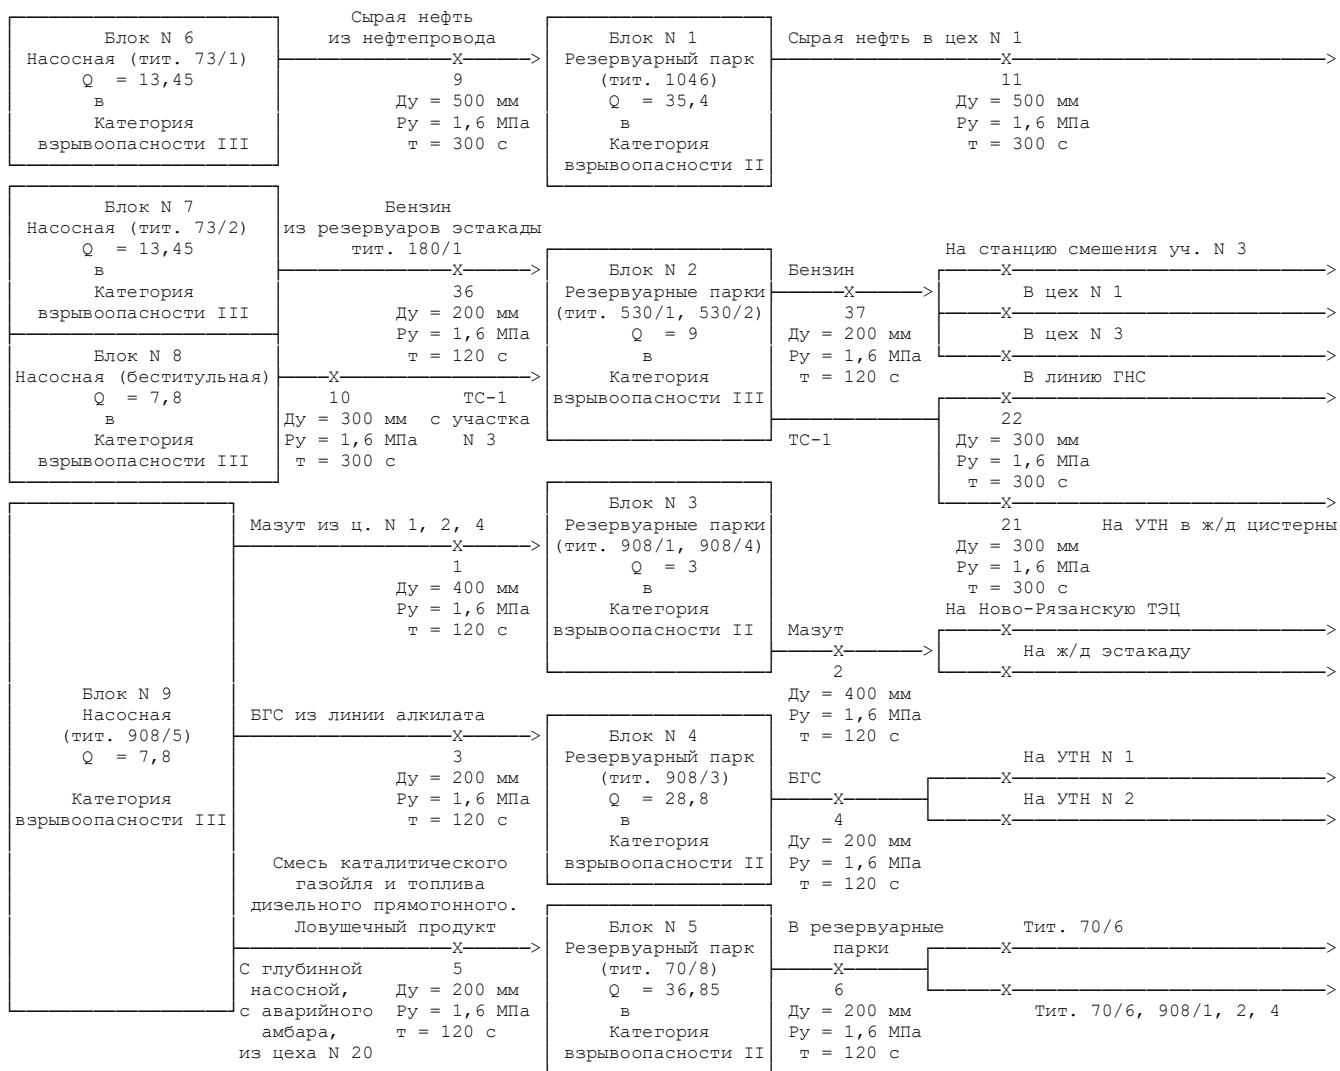 Сырая нефть
из нефтепровода
Блок N 6
Насосная (тит. 73/1)
Q = 13,45
в
Категория
взрывоопасности III
X
9
Ду = 500 мм
Ру = 1,6 МПа
т = 300 с
Блок N 1
Резервуарный парк
(тит. 1046)
Q = 35,4
в
Категория
взрывоопасности II
Сырая нефть в цех N 1
X
11
Ду = 500 мм
Ру = 1,6 МПа
т = 300 с
Блок N 7
Насосная (тит. 73/2)
Q = 13,45
в
Категория
взрывоопасности III
Бензин
из резервуаров эстакады
тит. 180/1
X
36
Ду = 200 мм
Ру = 1,6 МПа
т = 120 с
Блок N 8
Насосная (беститульная)
Q = 7,8
в
Категория
взрывоопасности III
X
10 ТС-1
Ду = 300 мм с участка
Ру = 1,6 МПа N 3
т = 300 с
Блок N 2
Резервуарные парки
(тит. 530/1, 530/2)
Q = 9
в
Категория
взрывоопасности III
Бензин
X
37
Ду = 200 мм
Ру = 1,6 МПа
т = 120 с
На станцию смешения уч. N 3
X
В цех N 1
X
В цех N 3
X
ТС-1
В линию ГНС
X
22
Ду = 300 мм
Ру = 1,6 МПа
т = 300 с
X
21 На УТН в ж/д цистерны
Ду = 300 мм
Ру = 1,6 МПа
т = 300 с
Блок N 9
Насосная
(тит. 908/5)
Q = 7,8
Категория
взрывоопасности III
Мазут из ц. N 1, 2, 4
X
1
Ду = 400 мм
Ру = 1,6 МПа
т = 120 с
Блок N 3
Резервуарные парки
(тит. 908/1, 908/4)
Q = 3
в
Категория
взрывоопасности II
Мазут
X
2
Ду = 400 мм
Ру = 1,6 МПа
т = 120 с
На Ново-Рязанскую ТЭЦ
X
На ж/д эстакаду
X
БГС из линии алкилата
X
3
Ду = 200 мм
Ру = 1,6 МПа
т = 120 с
Блок N 4
Резервуарный парк
(тит. 908/3)
Q = 28,8
в
Категория
взрывоопасности II
БГС
X
4
Ду = 200 мм
Ру = 1,6 МПа
т = 120 с
На УТН N 1
X
На УТН N 2
X
Смесь каталитического
газойля и топлива
дизельного прямогонного.
Ловушечный продукт
X
С глубинной 5
насосной, Ду = 200 мм
с аварийного Ру = 1,6 МПа
амбара, т = 120 с
из цеха N 20
Блок N 5
Резервуарный парк
(тит. 70/8)
Q = 36,85
в
Категория
взрывоопасности II
В резервуарные
парки
X
6
Ду = 200 мм
Ру = 1,6 МПа
т = 120 с
Тит. 70/6
X
X
Тит. 70/6, 908/1, 2, 4